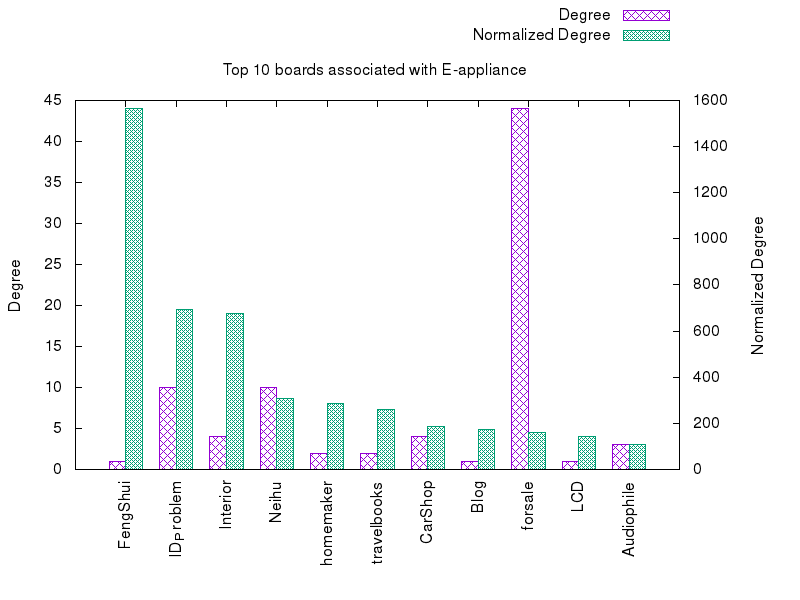 Degree
Normalized Degree
Top 10 boards associated with E-appliance
45
40
35
30
25
20
15
10
5
0
Degree
1600
1400
1200
1000
800
600
400
200
0
Normalized Degree
FengShui
IDProblem
Interior
Neihu
homemaker
travelbooks
CarShop
Blog
forsale
LCD
Audiophile